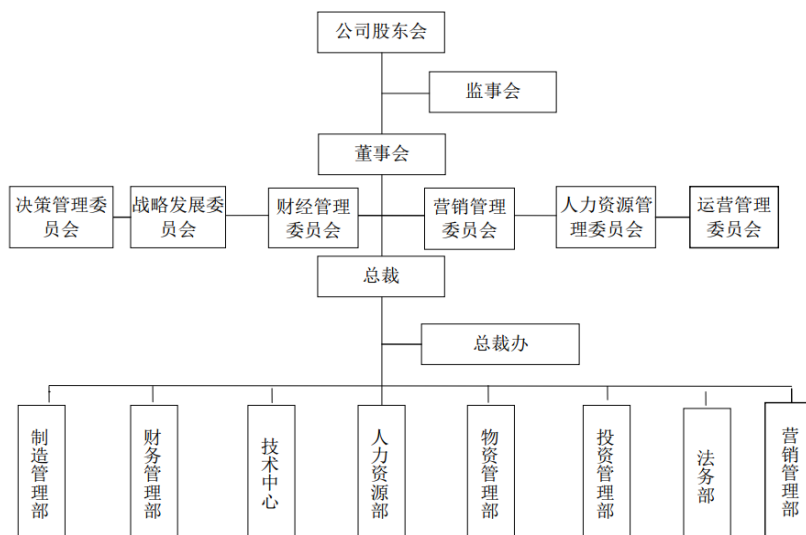 公司股东会
监事会
董事会
决策管理委
员会
战略发展委
员会
财经管理
委员会
营销管理
委员会
人力资源管
理委员会
运营管理
委员会
总裁
总裁办
制造管理部
财务管理部
技术中心
人力资源部
物资管理部
投资管理部
法务部
营销管理部